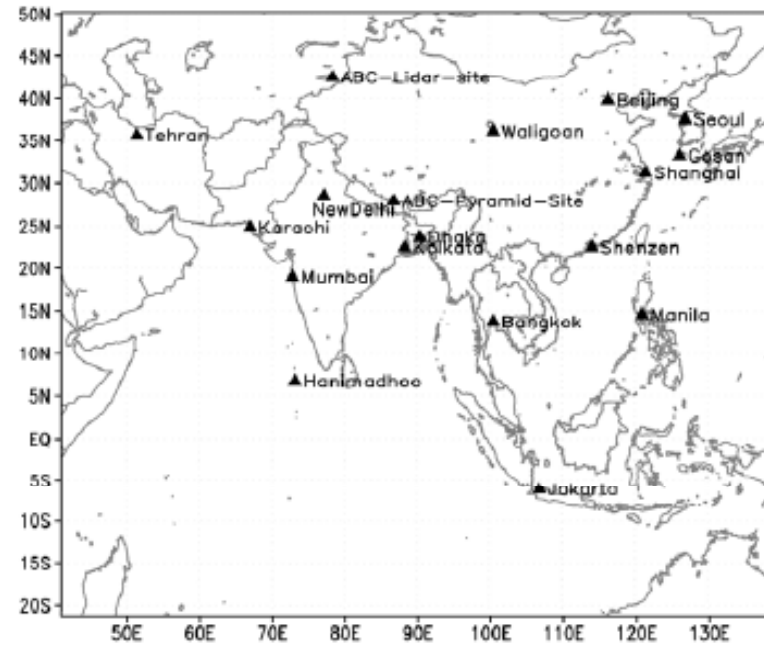 50N
45N
ABC-Lidar-site
40N
Beijing
Seoul
Tehran
Waligoan
35N
Gosan
Shanghai
30N
NewDelhi
ABC-Pyramid-Site
25N
Karachi
Dhaka
Kolkata
Shenzen
20N
Mumbai
15N
Bangkok
Manila
10N
Hanimadhoo
5N
EQ
5S
Jakarta
10S
15S
20S
50E 60E 70E 80E 90E 100E 110E 120E 130E